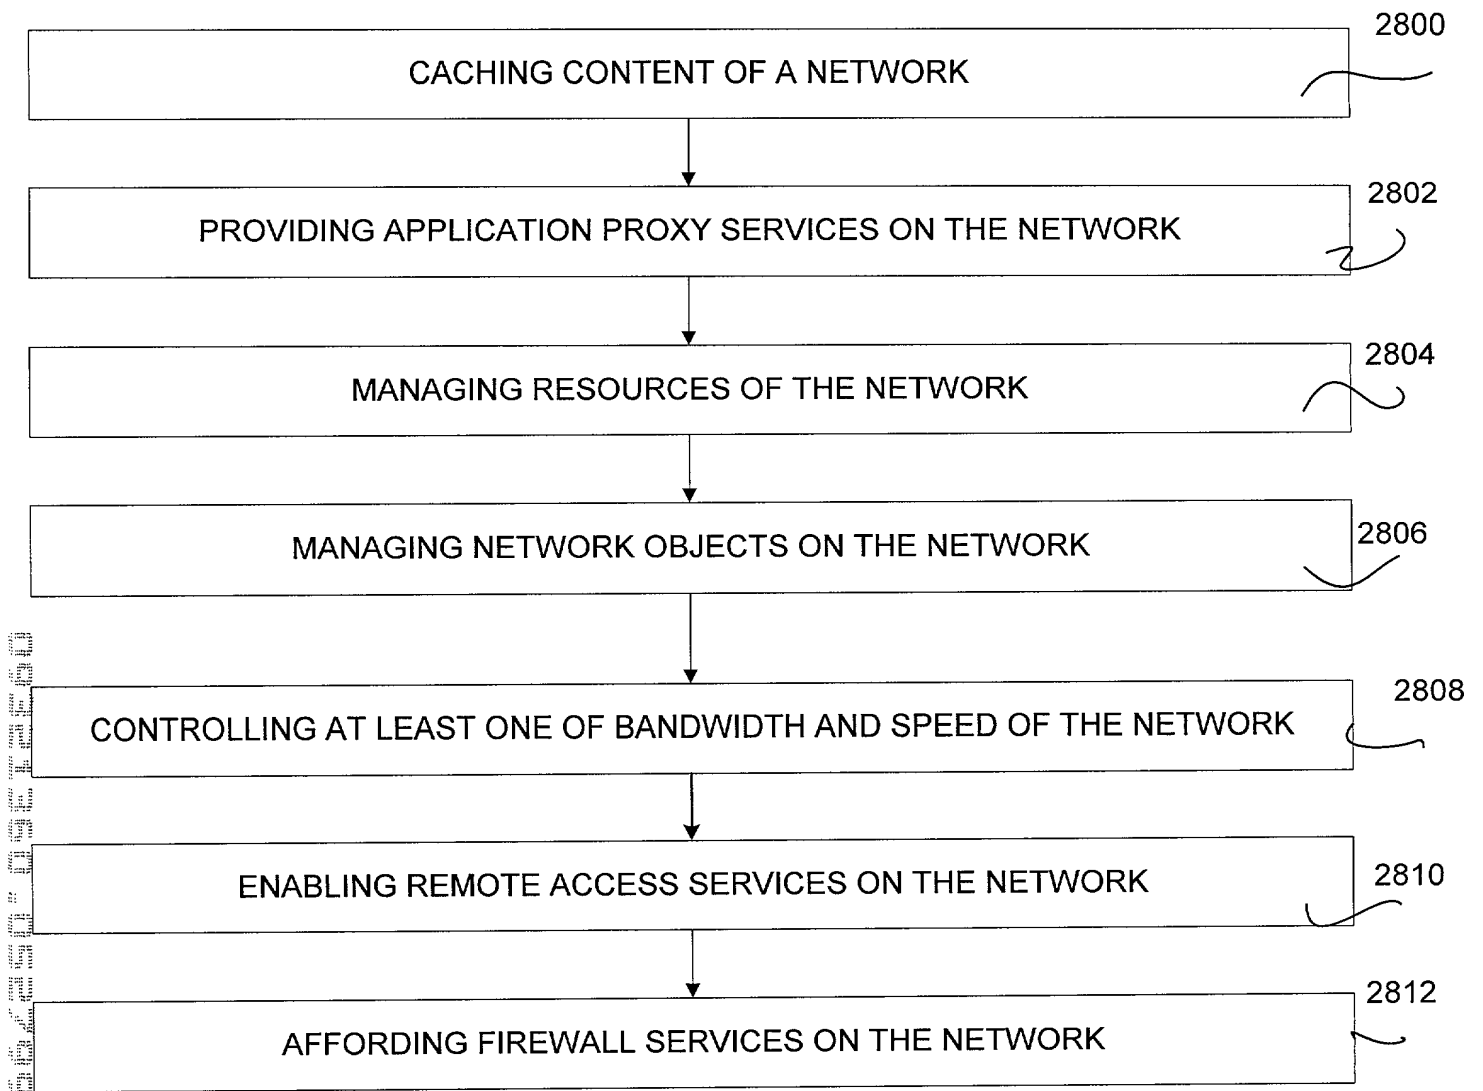 2800
CACHING CONTENT OF A NETWORK
2802
PROVIDING APPLICATION PROXY SERVICES ON THE NETWORK
2804
MANAGING RESOURCES OF THE NETWORK
2806
MANAGING NETWORK OBJECTS ON THE NETWORK
2808
CONTROLLING AT LEAST ONE OF BANDWIDTH AND SPEED OF THE NETWORK
2810
ENABLING REMOTE ACCESS SERVICES ON THE NETWORK
2812
AFFORDING FIREWALL SERVICES ON THE NETWORK